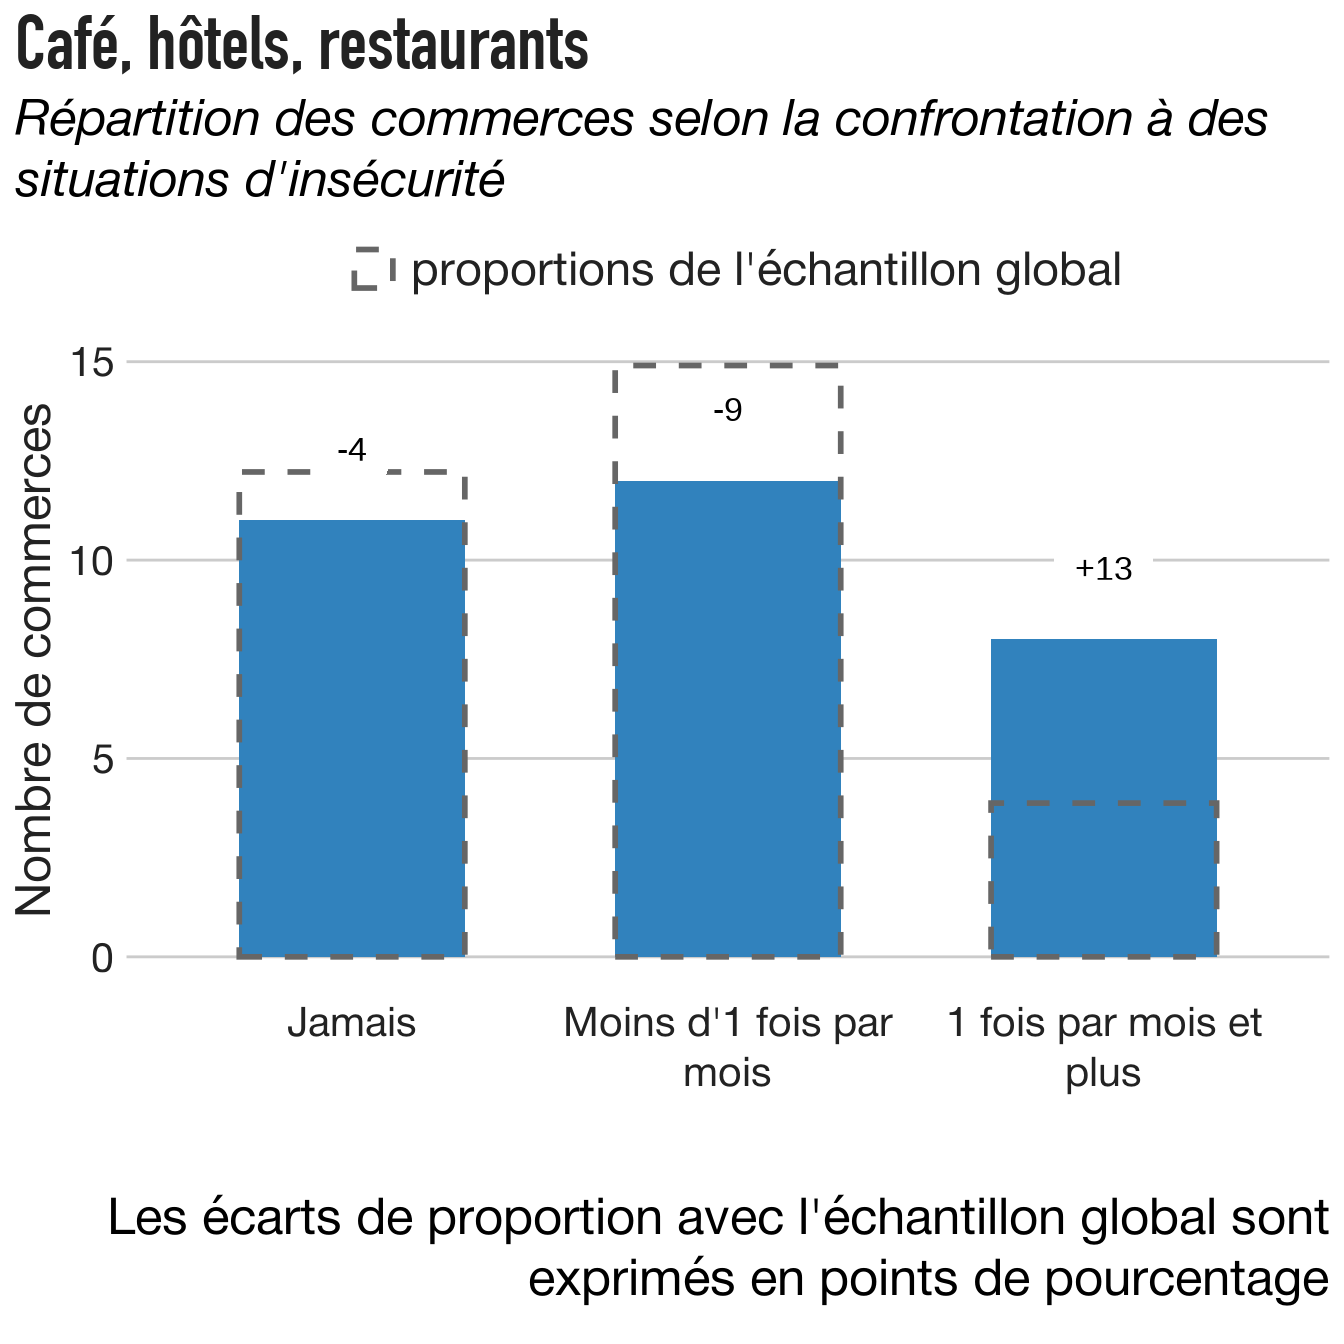 Café, hôtels, restaurants
Répartition des commerces selon la confrontation à des
situations d'insécurité
proportions de l'échantillon global
Nombre de commerces
15
10
5
0
-4
-9
+13
Jamais
Moins d'1 fois par
mois
1 fois par mois et
plus
Les écarts de proportion avec l'échantillon global sont
exprimés en points de pourcentage